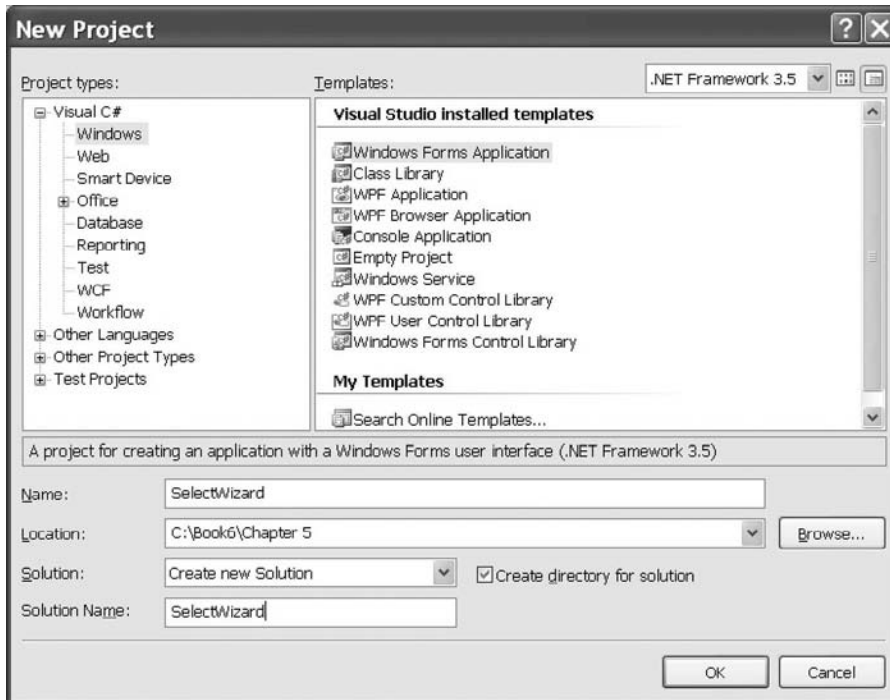 New Project
Project types:
Templates:
.NET Framework 3.5
Visual C#
Windows
Web
Smart Device
Office
Database
Reporting
Test
WCF
Workflow
Other Languages
Other Project Types
Test Projects
Visual Studio installed templates
Windows Forms Application
Class Library
WPF Application
WPF Browser Application
Console Application
Empty Project
Windows Service
WPF Custom Control Library
WPF User Control Library
Windows Forms Control Library
My Templates
Search Online Templates...
A project for creating an application with a Windows Forms user interface (.NET Framework 3.5)
Name: SelectWizard
Location: C:\Book6\Chapter 5 Browse...
Solution: Create new Solution Create directory for solution
Solution Name: SelectWizard
OK Cancel